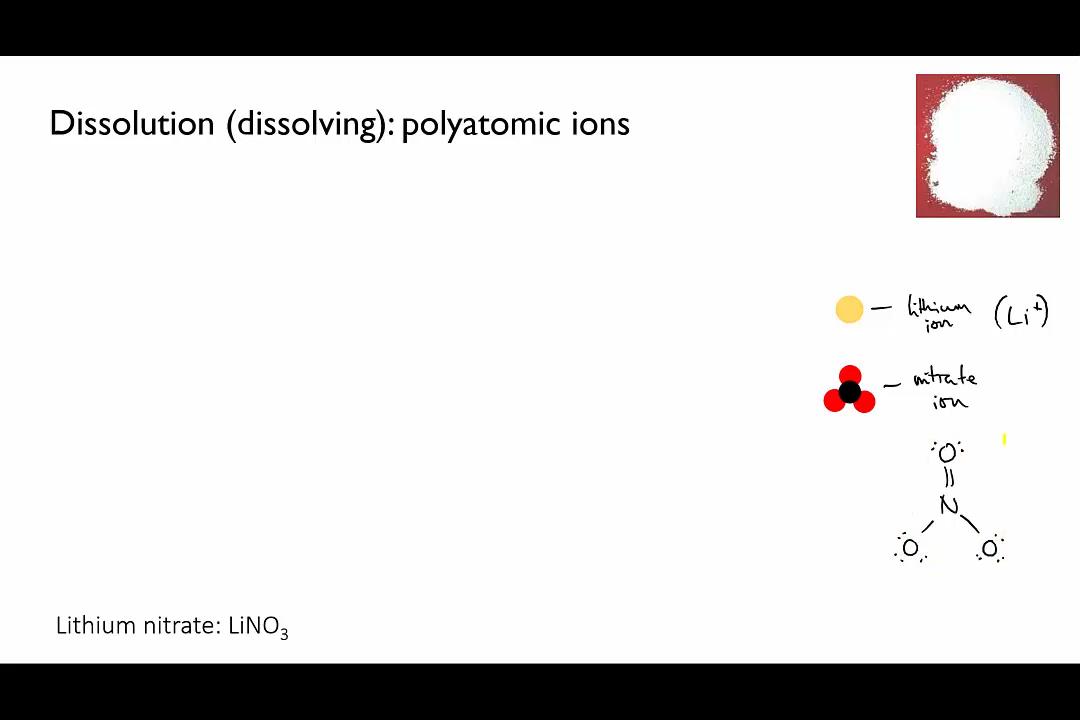 Dissolution (dissolving): polyatomic ions
— lithium ion (Li⁺)
— nitrate ion
O
N
O O
Lithium nitrate: LiNO₃